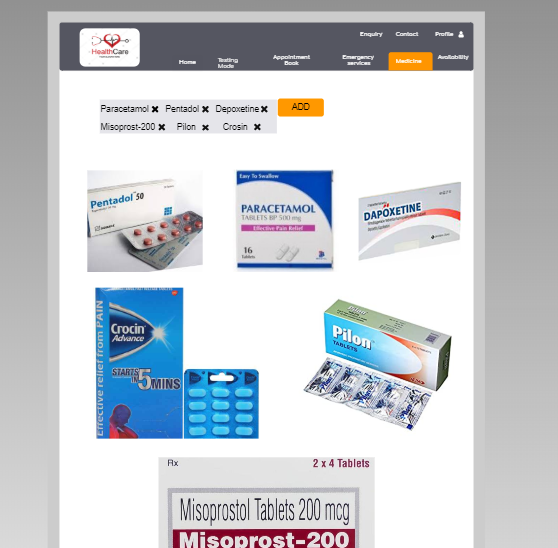 Enquiry Contact Profile
HealthCare
Home Testing Mode Appointment Book Emergency services Medicine Availability
Paracetamol Pentadol Depoxetine ADD
Misoprost-200 Pilon Crosin
Pentadol 50
Easy To Swallow
PARACETAMOL
TABLETS BP 500 mg
Effective Pain Relief
16
Tablets
DAPOXETINE
Effective relief from PAIN
Crocin
Advance
STARTS IN 5 MINS
Pilon
TABLETS
Rx 2 x 4 Tablets
Misoprostol Tablets 200 mcg
Misoprost-200